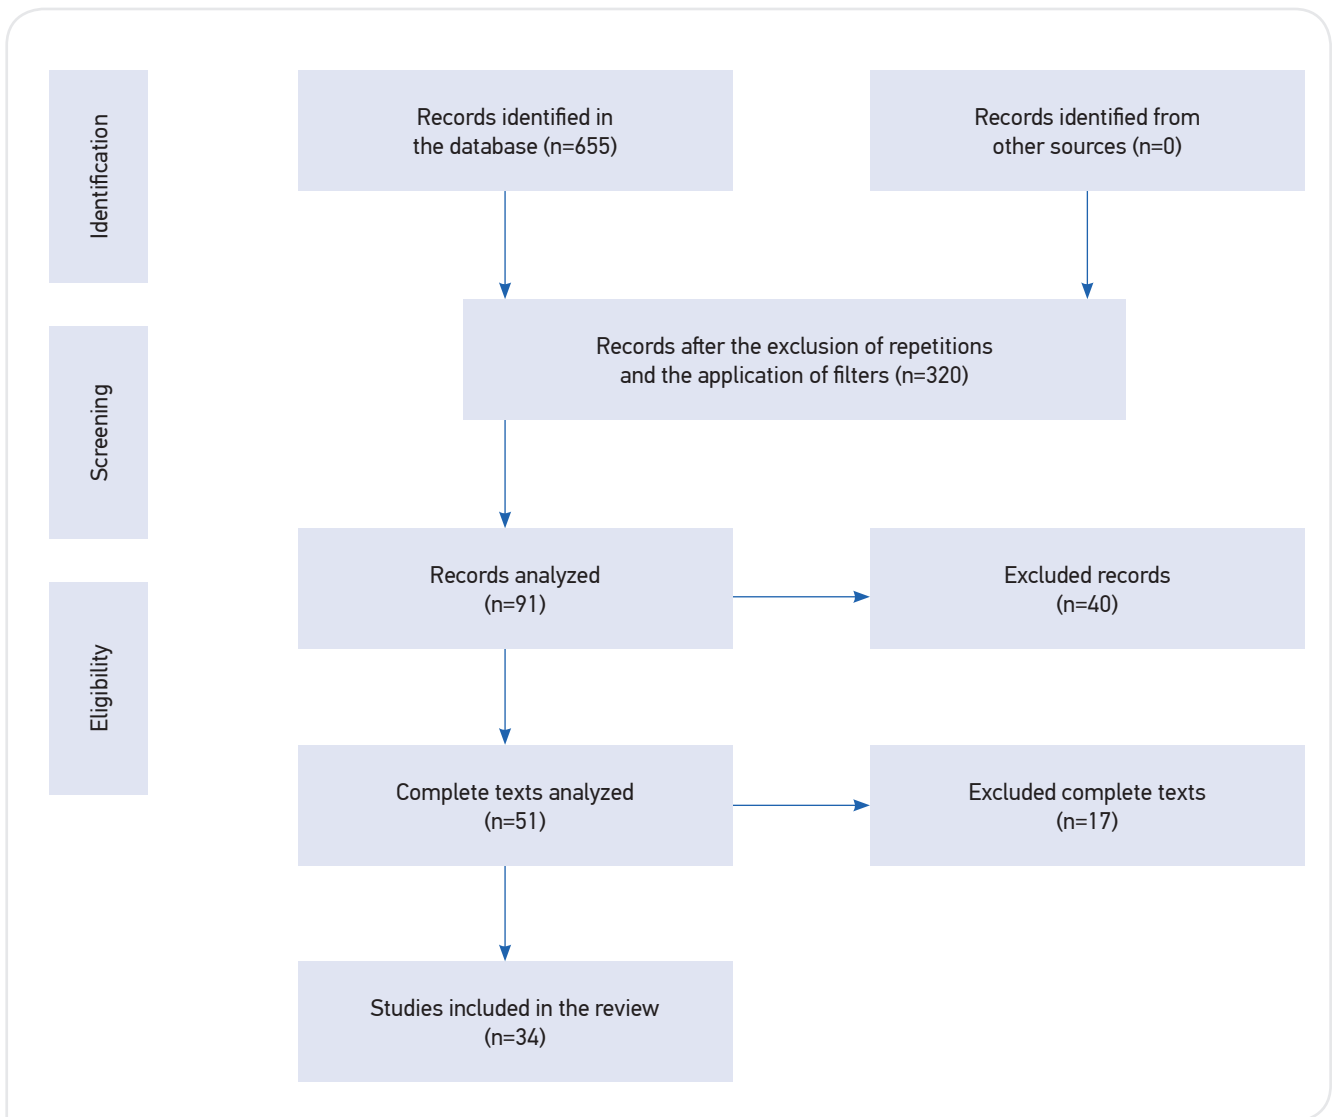 Identification
Records identified in
the database (n=655)
Records identified from
other sources (n=0)
Screening
Records after the exclusion of repetitions
and the application of filters (n=320)
Eligibility
Records analyzed
(n=91)
Excluded records
(n=40)
Complete texts analyzed
(n=51)
Excluded complete texts
(n=17)
Studies included in the review
(n=34)